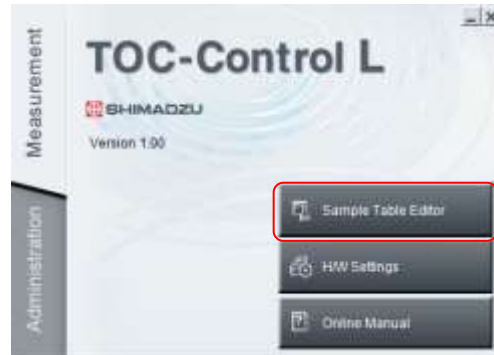 Measurement
TOC-Control L
SHIMADZU
Version 1.00
Sample Table Editor
Administration
H/W Settings
Online Manual